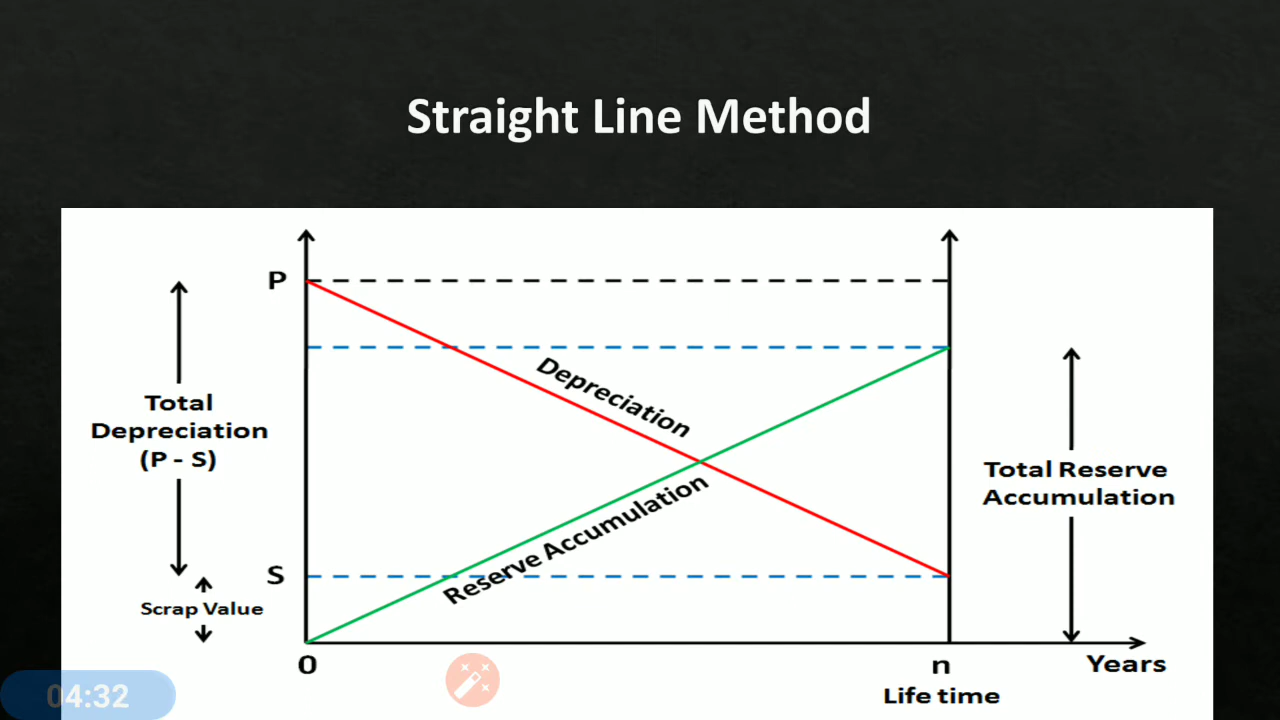 Straight Line Method
P
Depreciation
Total
Depreciation
(P - S)
Total Reserve
Accumulation
Reserve Accumulation
S
Scrap Value
0
n
Years
Life time
04:32